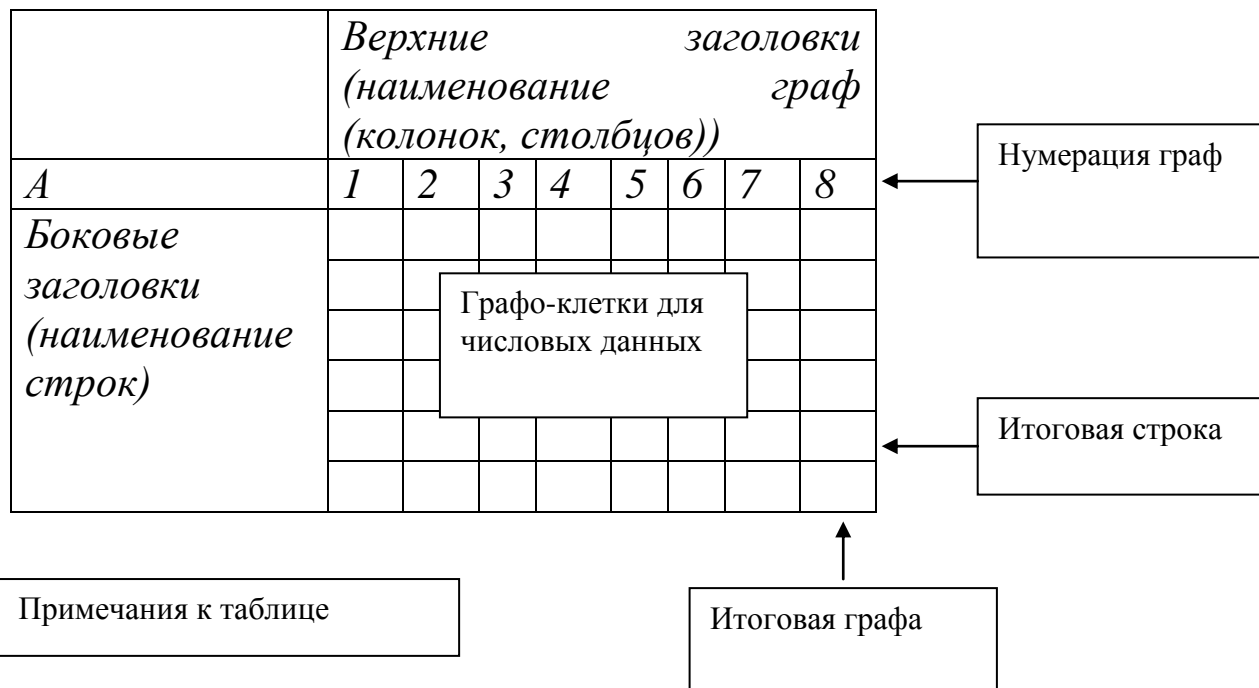 Верхние заголовки
(наименование граф
(колонок, столбцов))
Нумерация граф
А 1 2 3 4 5 6 7 8
Боковые
заголовки
(наименование
строк)
Графо-клетки для
числовых данных
Итоговая строка
Примечания к таблице
Итоговая графа